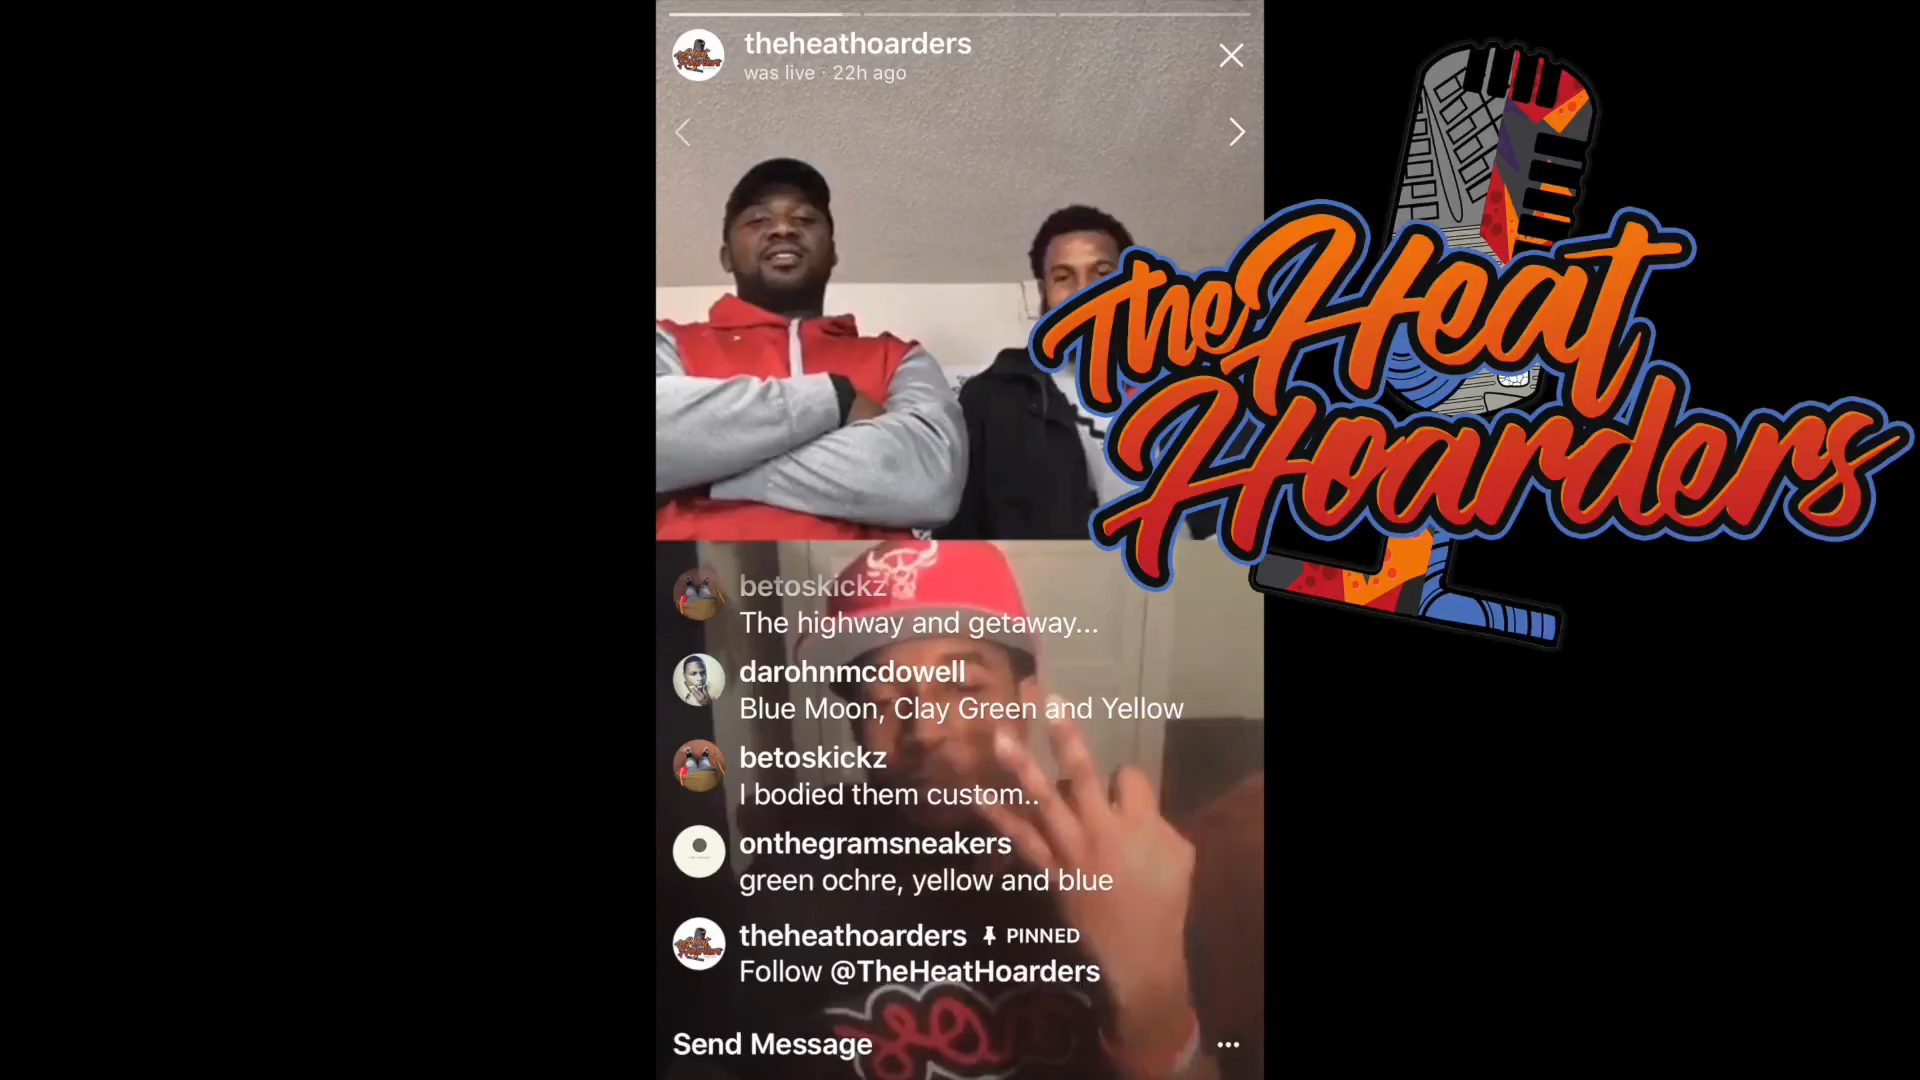 theheathoarders
was live · 22h ago
The Heat
Hoarders
betoskickz
The highway and getaway...
darohnmcdowell
Blue Moon, Clay Green and Yellow
betoskickz
I bodied them custom..
onthegramsneakers
green ochre, yellow and blue
theheathoarders PINNED
Follow @TheHeatHoarders
Send Message